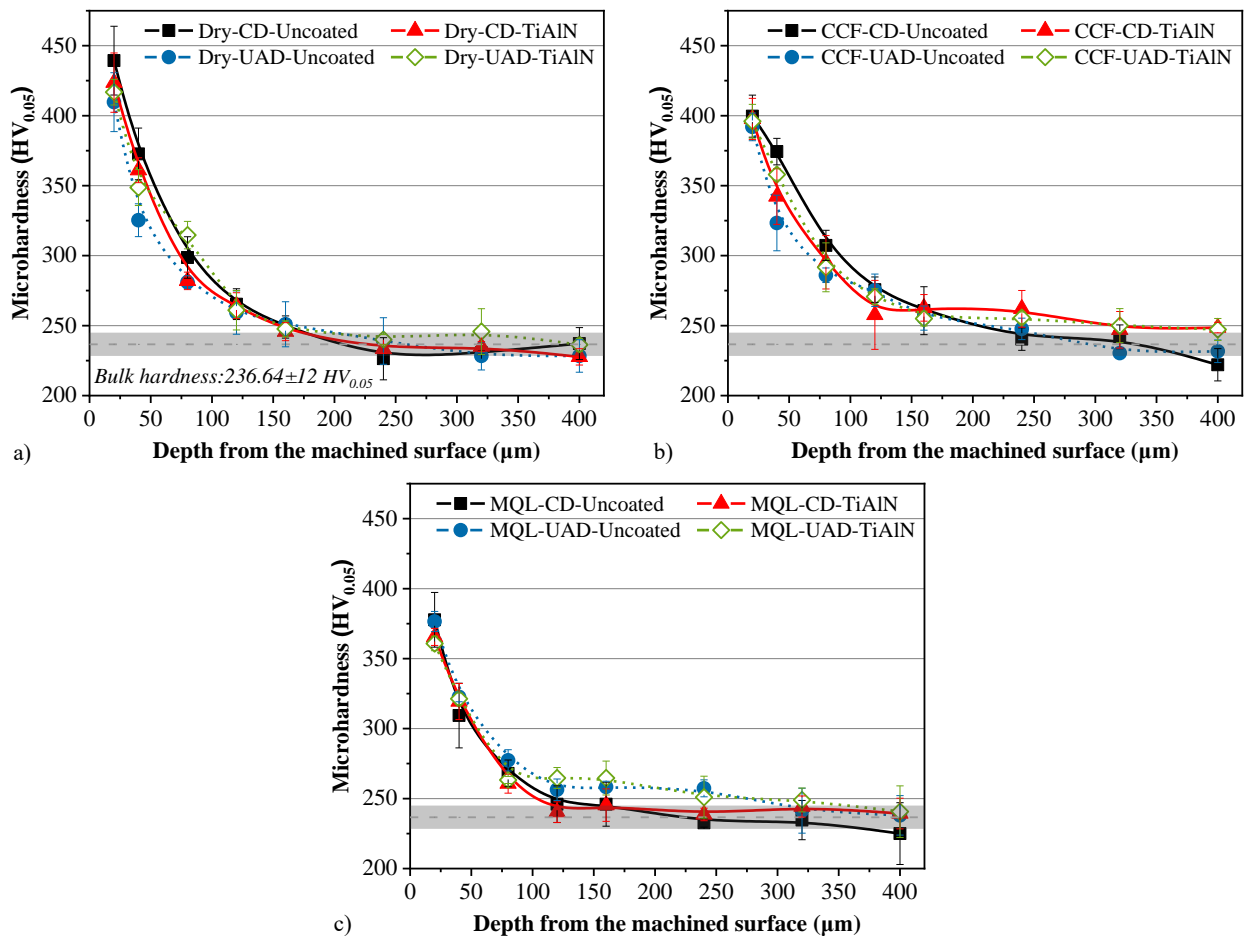 Dry-CD-Uncoated Dry-CD-TiAlN
Dry-UAD-Uncoated Dry-UAD-TiAlN
450
400
350
300
250
200
Microhardness (HV0.05)
Bulk hardness:236.64±12 HV0.05
0 50 100 150 200 250 300 350 400
Depth from the machined surface (μm)
a)
CCF-CD-Uncoated CCF-CD-TiAlN
CCF-UAD-Uncoated CCF-UAD-TiAlN
450
400
350
300
250
200
Microhardness (HV0.05)
0 50 100 150 200 250 300 350 400
Depth from the machined surface (μm)
b)
MQL-CD-Uncoated MQL-CD-TiAlN
MQL-UAD-Uncoated MQL-UAD-TiAlN
450
400
350
300
250
200
Microhardness (HV0.05)
0 50 100 150 200 250 300 350 400
Depth from the machined surface (μm)
c)